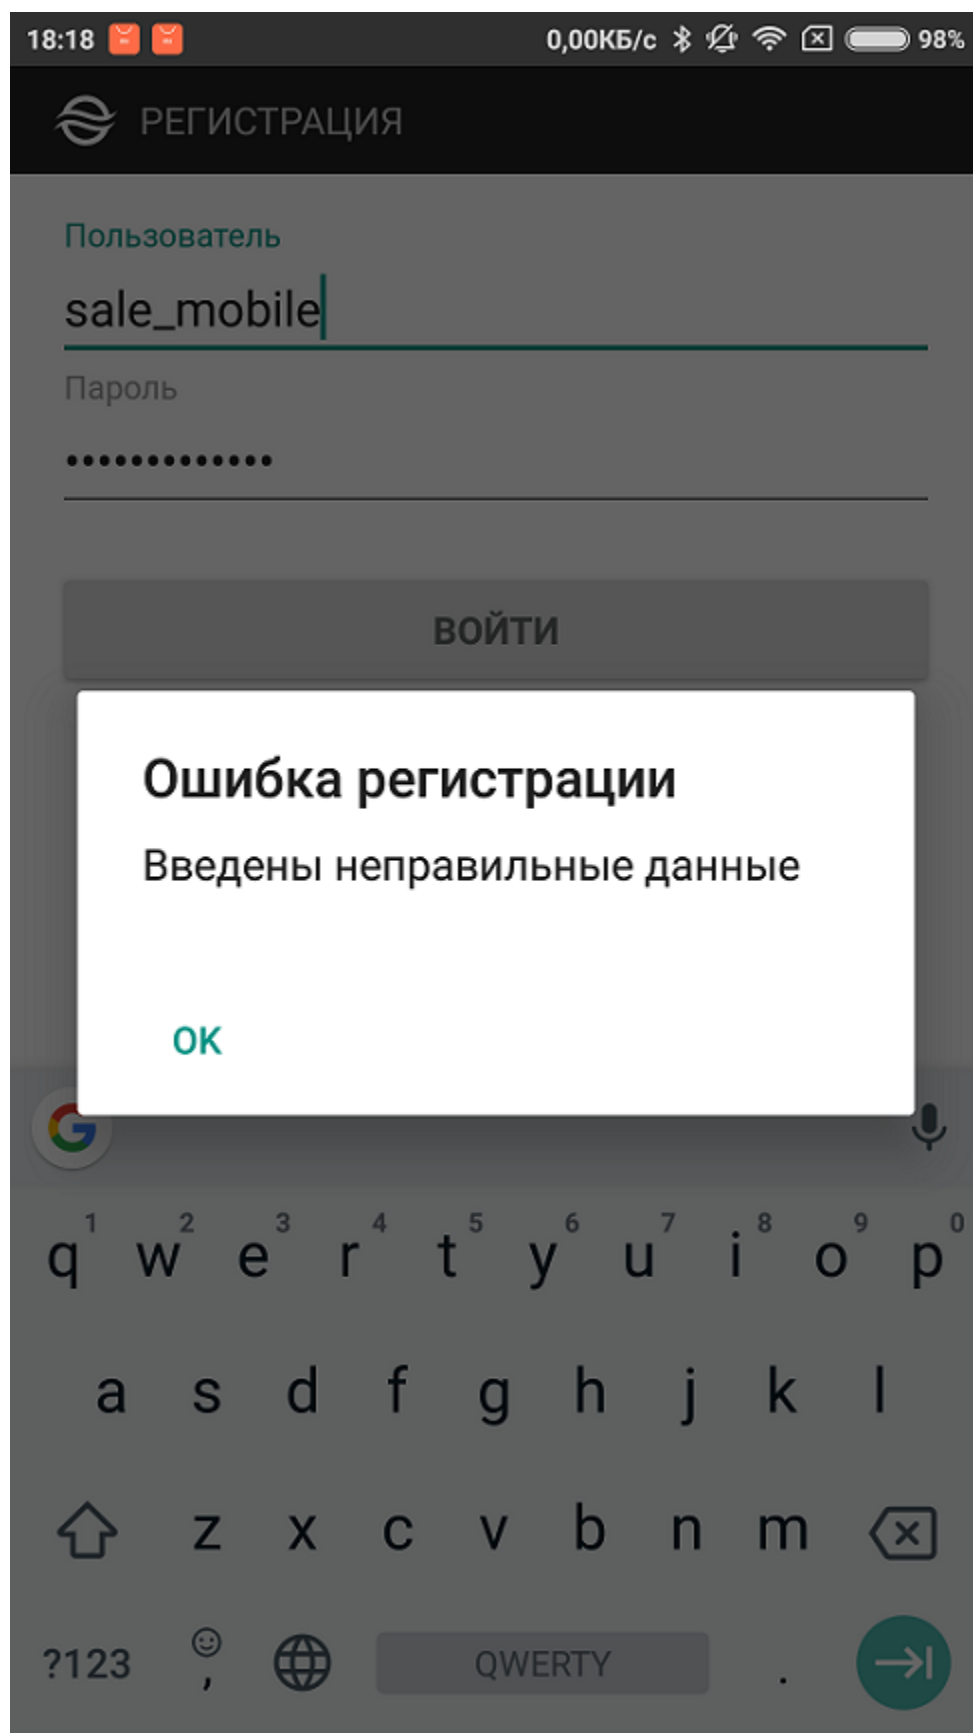 18:18 0,00КБ/с 98%
РЕГИСТРАЦИЯ
Пользователь
sale_mobile
Пароль
•••••••••••••
ВОЙТИ
Ошибка регистрации
Введены неправильные данные
OK
1 2 3 4 5 6 7 8 9 0
q w e r t y u i o p
a s d f g h j k l
z x c v b n m
?123 , QWERTY .